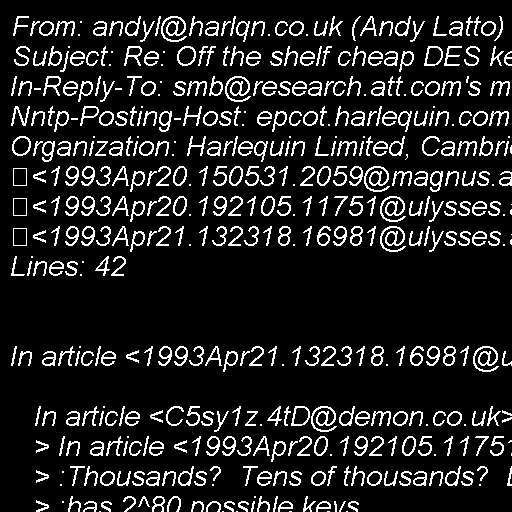 From: andyl@harlqn.co.uk (Andy Latto)
Subject: Re: Off the shelf cheap DES ke
In-Reply-To: smb@research.att.com's m
Nntp-Posting-Host: epcot.harlequin.com
Organization: Harlequin Limited, Cambri
<1993Apr20.150531.2059@magnus.a
<1993Apr20.192105.11751@ulysses.a
<1993Apr21.132318.16981@ulysses.a
Lines: 42
In article <1993Apr21.132318.16981@u
In article <C5sy1z.4tD@demon.co.uk>
> In article <1993Apr20.192105.11751
> :Thousands?  Tens of thousands?
> :has 2^80 possible keys